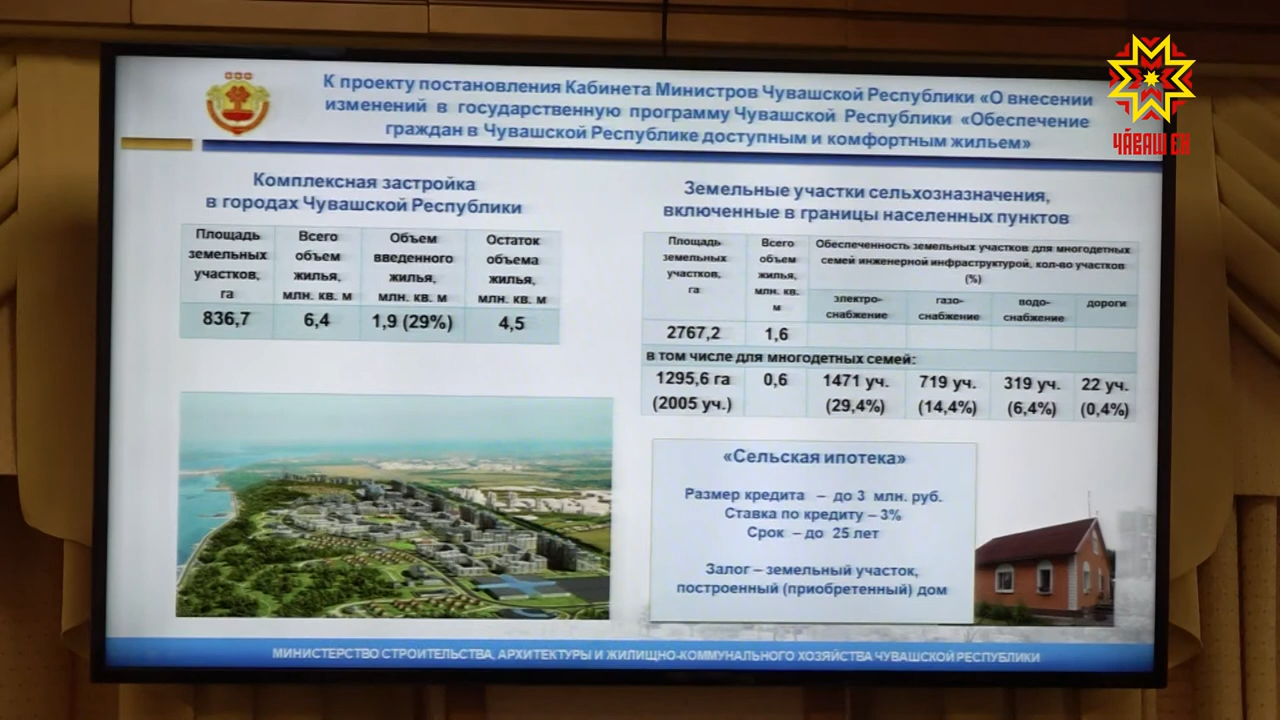 К проекту постановления Кабинета Министров Чувашской Республики «О внесении
изменений в государственную программу Чувашской Республики «Обеспечение
граждан в Чувашской Республике доступным и комфортным жильем»
ЧĂВАШ ЕН
Комплексная застройка
в городах Чувашской Республики
Площадь земельных участков, га
Всего объем жилья, млн. кв. м
Объем введенного жилья, млн. кв. м
Остаток объема жилья, млн. кв. м
836,7 6,4 1,9 (29%) 4,5
Земельные участки сельхозназначения,
включенные в границы населенных пунктов
Площадь земельных участков, га
Всего объем жилья, млн. кв. м
Обеспеченность земельных участков для многодетных
семей инженерной инфраструктурой, кол-во участков
(%)
электро-снабжение
газо-снабжение
водо-снабжение
дороги
2767,2 1,6
в том числе для многодетных семей:
1295,6 га 0,6 1471 уч. 719 уч. 319 уч. 22 уч.
(2005 уч.) (29,4%) (14,4%) (6,4%) (0,4%)
«Сельская ипотека»
Размер кредита – до 3 млн. руб.
Ставка по кредиту – 3%
Срок – до 25 лет
Залог – земельный участок,
построенный (приобретенный) дом
МИНИСТЕРСТВО СТРОИТЕЛЬСТВА, АРХИТЕКТУРЫ И ЖИЛИЩНО-КОММУНАЛЬНОГО ХОЗЯЙСТВА ЧУВАШСКОЙ РЕСПУБЛИКИ